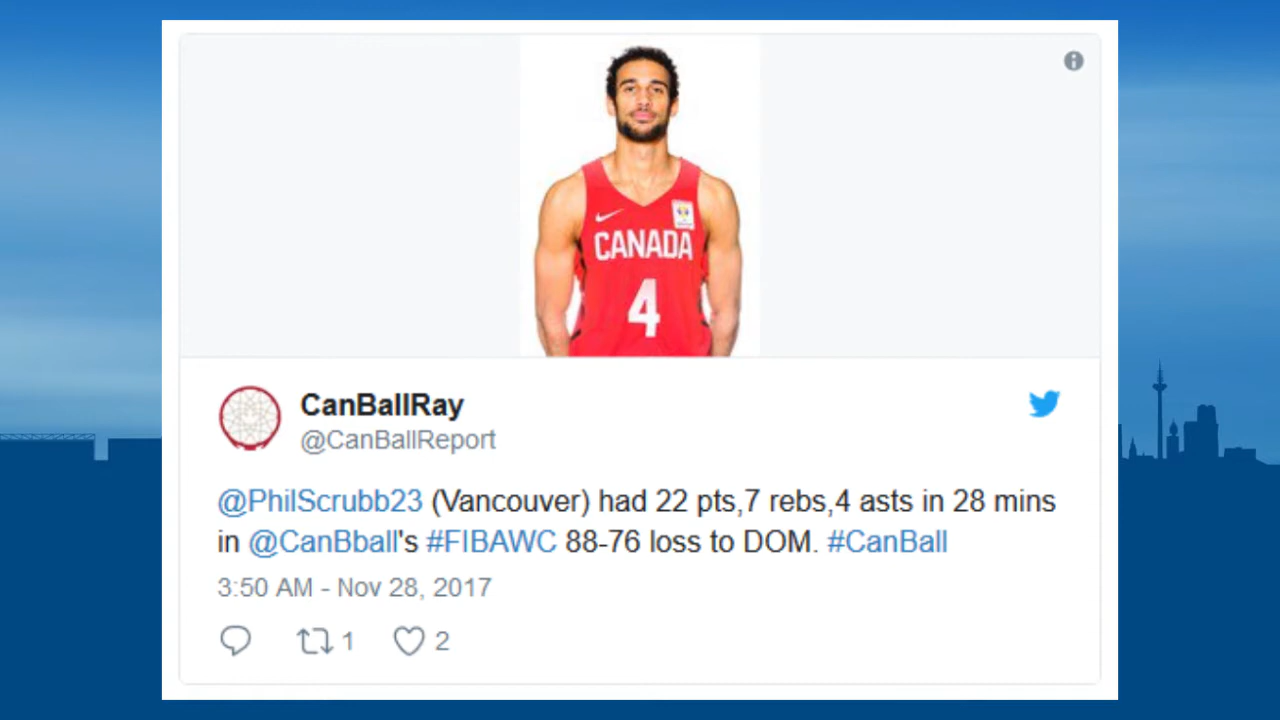 CANADA
4
CanBallRay
@CanBallReport
@PhilScrubb23 (Vancouver) had 22 pts,7 rebs,4 asts in 28 mins
in @CanBball's #FIBAWC 88-76 loss to DOM. #CanBall
3:50 AM - Nov 28, 2017
1 2